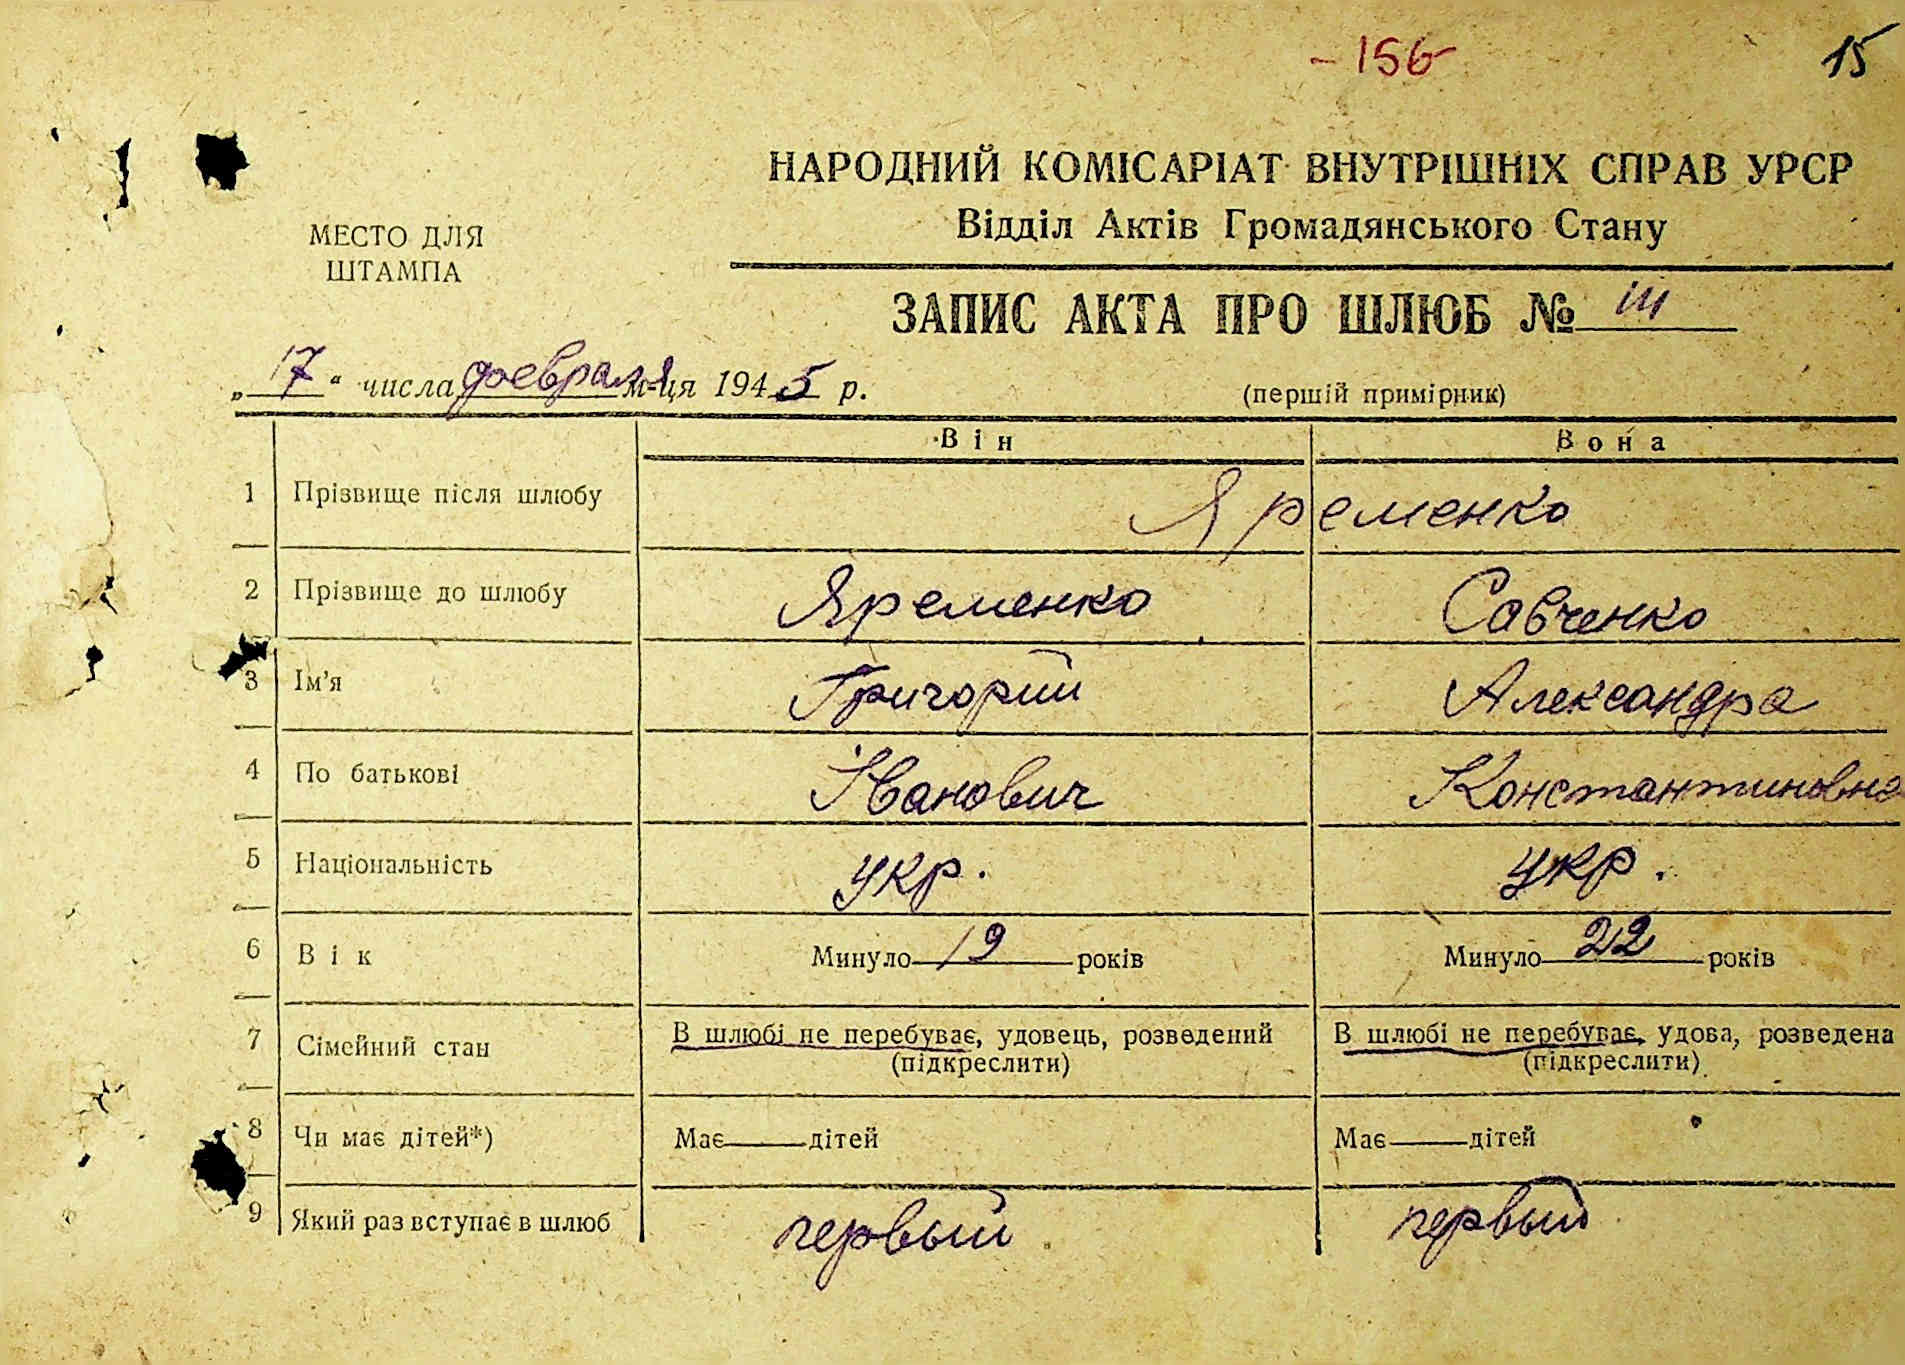 - 156 -
15
НАРОДНИЙ КОМІСАРІАТ ВНУТРІШНІХ СПРАВ УРСР
Відділ Актів Громадянського Стану
МЕСТО ДЛЯ
ШТАМПА
ЗАПИС АКТА ПРО ШЛЮБ № 111
„ 17 “ числа февраля м-ця 1945 р.
(перший примірник)
Він Вона
1 Прізвище після шлюбу Яременко
2 Прізвище до шлюбу Яременко Савченко
3 Ім’я Григорий Александра
4 По батькові Иванович Константиновна
5 Національність укр. укр.
6 Вік Минуло 19 років Минуло 22 років
7 Сімейний стан В шлюбі не перебуває, удовець, розведений В шлюбі не перебуває, удова, розведена
(підкреслити) (підкреслити)
8 Чи має дітей*) Має — дітей Має — дітей
9 Який раз вступає в шлюб первый первый